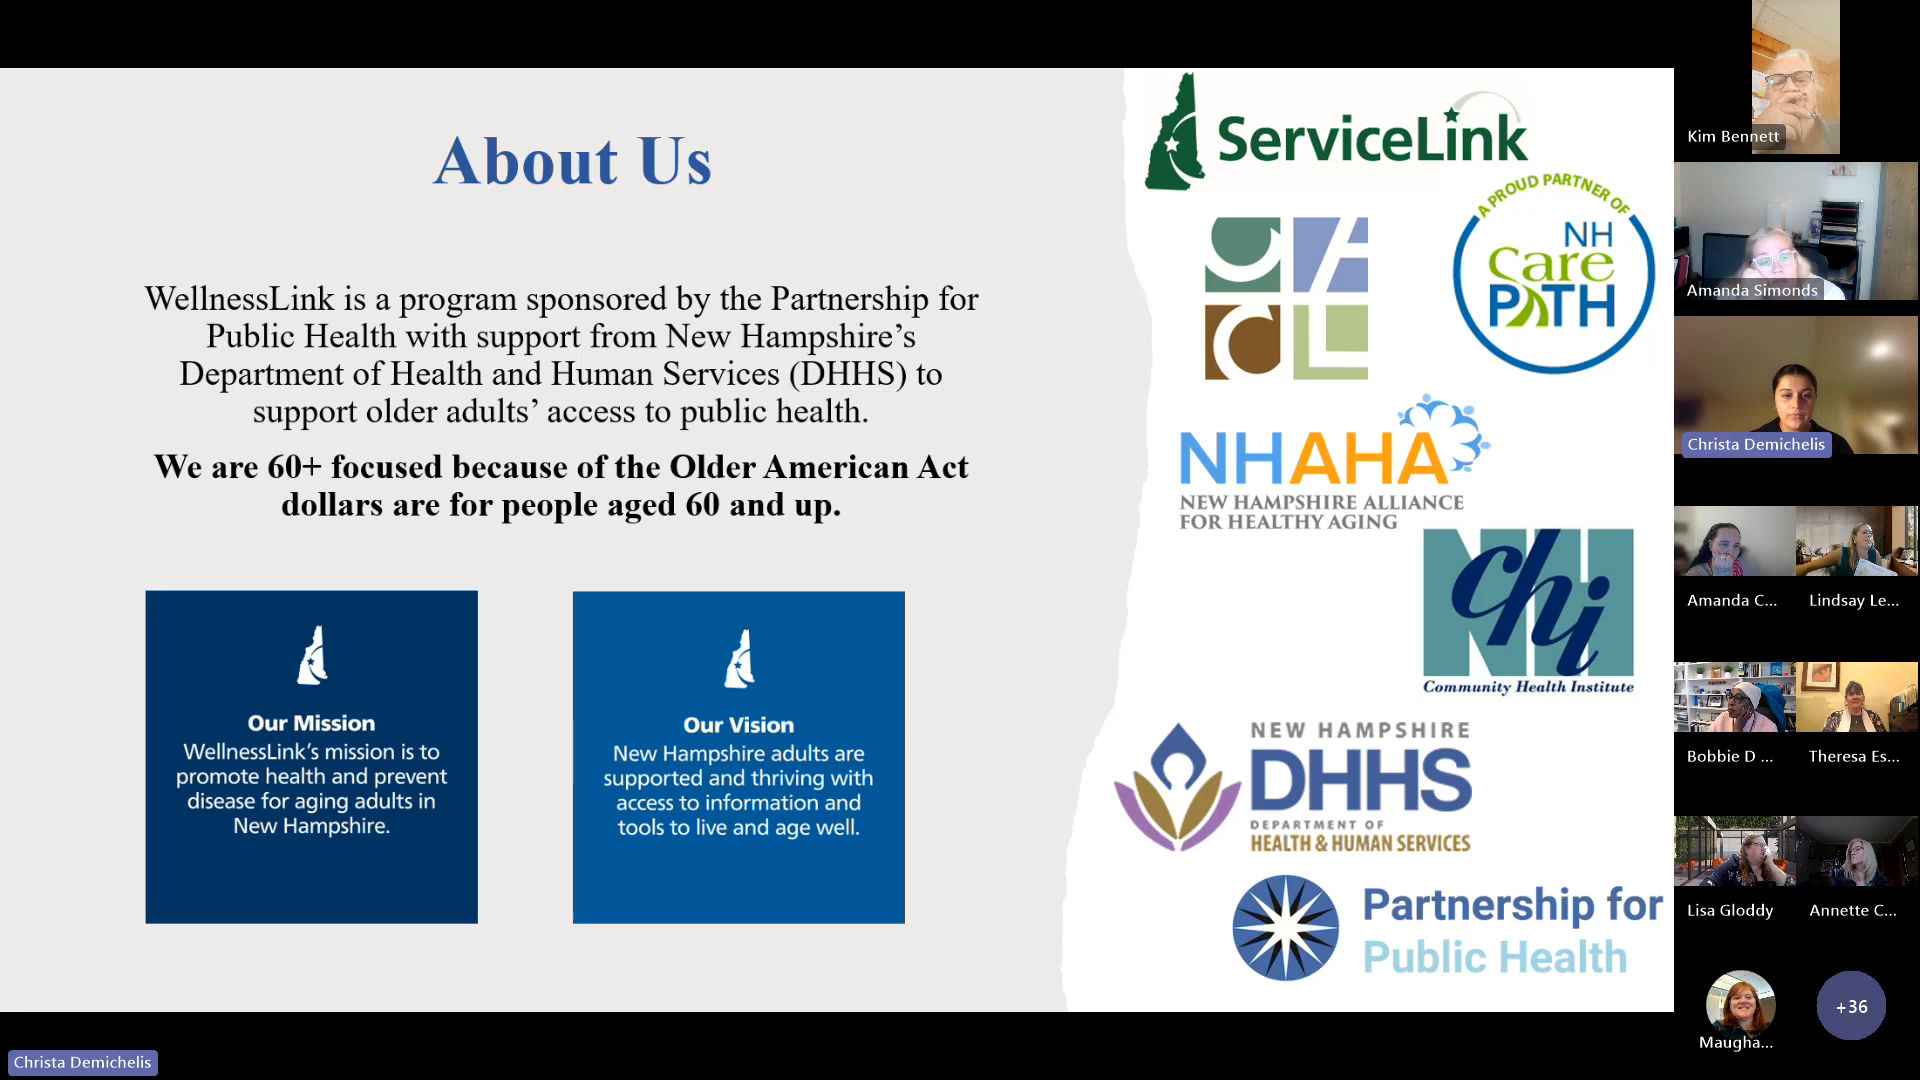 About Us
WellnessLink is a program sponsored by the Partnership for
Public Health with support from New Hampshire’s
Department of Health and Human Services (DHHS) to
support older adults’ access to public health.
We are 60+ focused because of the Older American Act
dollars are for people aged 60 and up.
Our Mission
WellnessLink’s mission is to
promote health and prevent
disease for aging adults in
New Hampshire.
Our Vision
New Hampshire adults are
supported and thriving with
access to information and
tools to live and age well.
ServiceLink
A PROUD PARTNER OF
NH
Care
PATH
NHAHA
NEW HAMPSHIRE ALLIANCE
FOR HEALTHY AGING
NH
chi
Community Health Institute
NEW HAMPSHIRE
DHHS
DEPARTMENT OF
HEALTH & HUMAN SERVICES
Partnership for
Public Health
Kim Bennett
Amanda Simonds
Christa Demichelis
Amanda C...
Lindsay Le...
Bobbie D ...
Theresa Es...
Lisa Gloddy
Annette C...
Maugha...
+36
Christa Demichelis